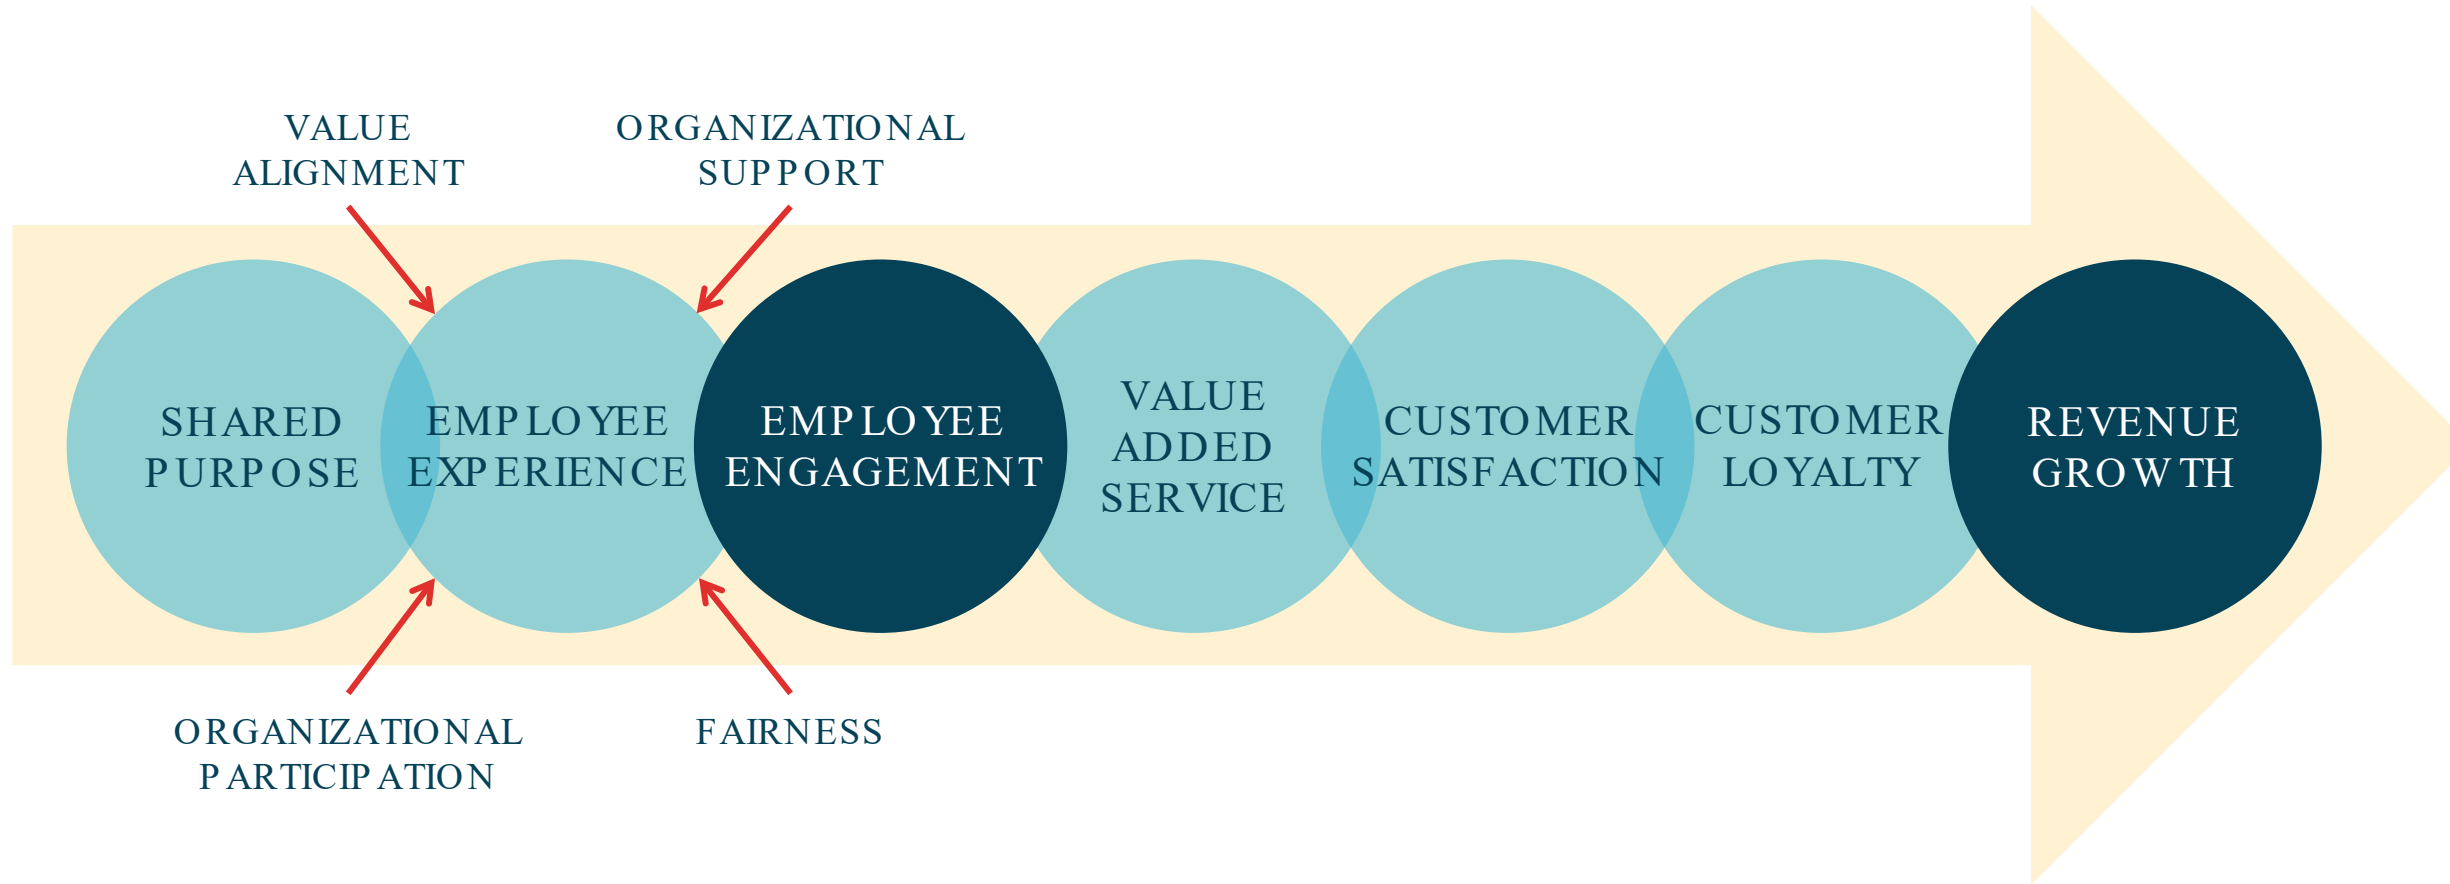 VALUE
ALIGNMENT
ORGANIZATIONAL
SUPPORT
SHARED
PURPOSE
EMPLOYEE
EXPERIENCE
EMPLOYEE
ENGAGEMENT
VALUE
ADDED
SERVICE
CUSTOMER
SATISFACTION
CUSTOMER
LOYALTY
REVENUE
GROWTH
ORGANIZATIONAL
PARTICIPATION
FAIRNESS